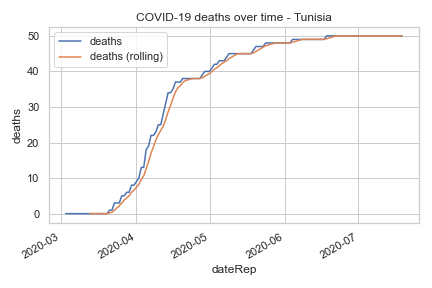 COVID-19 deaths over time - Tunisia
deaths
deaths (rolling)
50
40
30
20
10
0
deaths
2020-03
2020-04
2020-05
2020-06
2020-07
dateRep